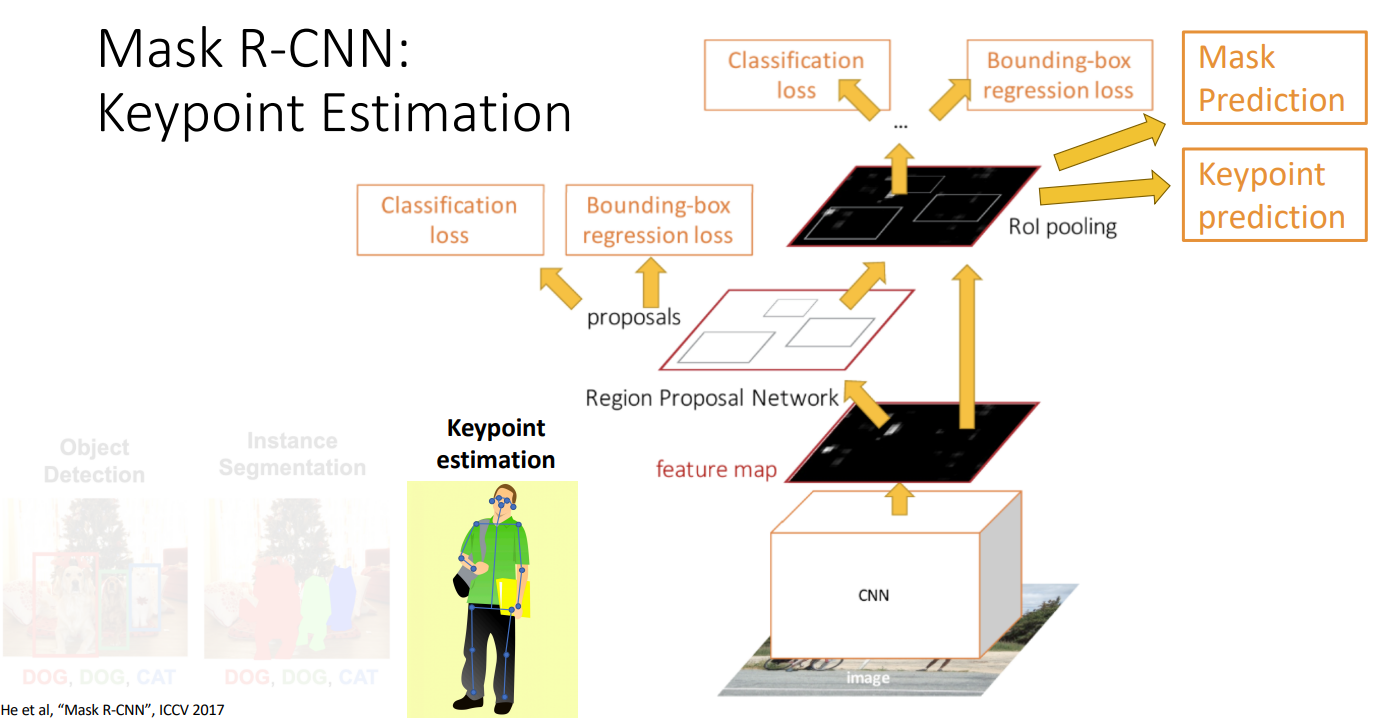 Mask R-CNN:
Keypoint Estimation
Classification
loss
Bounding-box
regression loss
Mask
Prediction
...
Keypoint
prediction
Classification
loss
Bounding-box
regression loss
RoI pooling
proposals
Region Proposal Network
feature map
CNN
image
Object
Detection
Instance
Segmentation
Keypoint
estimation
DOG, DOG, CAT
DOG, DOG, CAT
He et al, “Mask R-CNN”, ICCV 2017